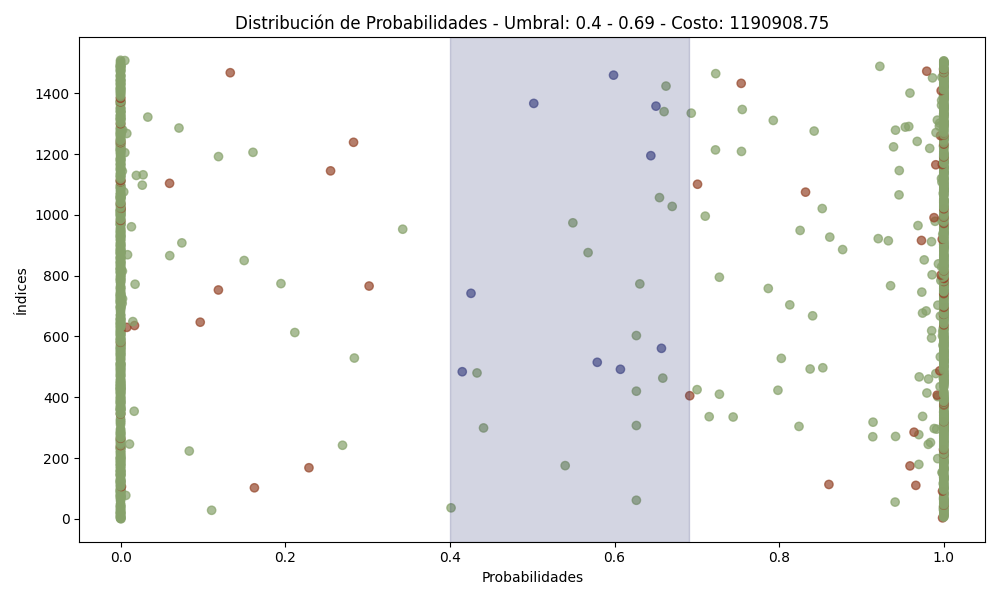 Distribución de Probabilidades - Umbral: 0.4 - 0.69 - Costo: 1190908.75
Índices
1400
1200
1000
800
600
400
200
0
0.0 0.2 0.4 0.6 0.8 1.0
Probabilidades